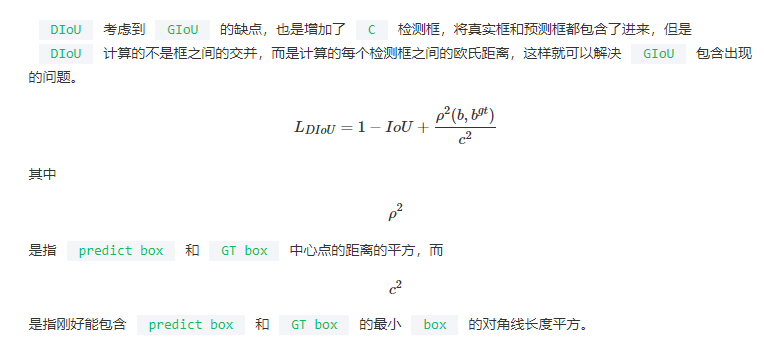 DIoU 考虑到 GIoU 的缺点，也是增加了 C 检测框，将真实框和预测框都包含了进来，但是
DIoU 计算的不是框之间的交并，而是计算的每个检测框之间的欧氏距离，这样就可以解决 GIoU 包含出现
的问题。
L_{DIoU} = 1 - IoU + \frac{\rho^2(b, b^{gt})}{c^2}
其中
ρ²
是指 predict box 和 GT box 中心点的距离的平方，而
c²
是指刚好能包含 predict box 和 GT box 的最小 box 的对角线长度平方。